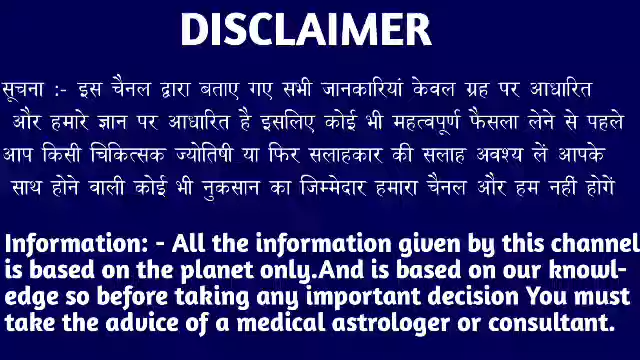 DISCLAIMER
सूचना :- इस चैनल द्वारा बताए गए सभी जानकारियां केवल ग्रह पर आधारित
और हमारे ज्ञान पर आधारित है इसलिए कोई भी महत्वपूर्ण फैसला लेने से पहले
आप किसी चिकित्सक ज्योतिषी या फिर सलाहकार की सलाह अवश्य लें आपके
साथ होने वाली कोई भी नुकसान का जिम्मेदार हमारा चैनल और हम नहीं होगें
Information: - All the information given by this channel
is based on the planet only.And is based on our knowl-
edge so before taking any important decision You must
take the advice of a medical astrologer or consultant.